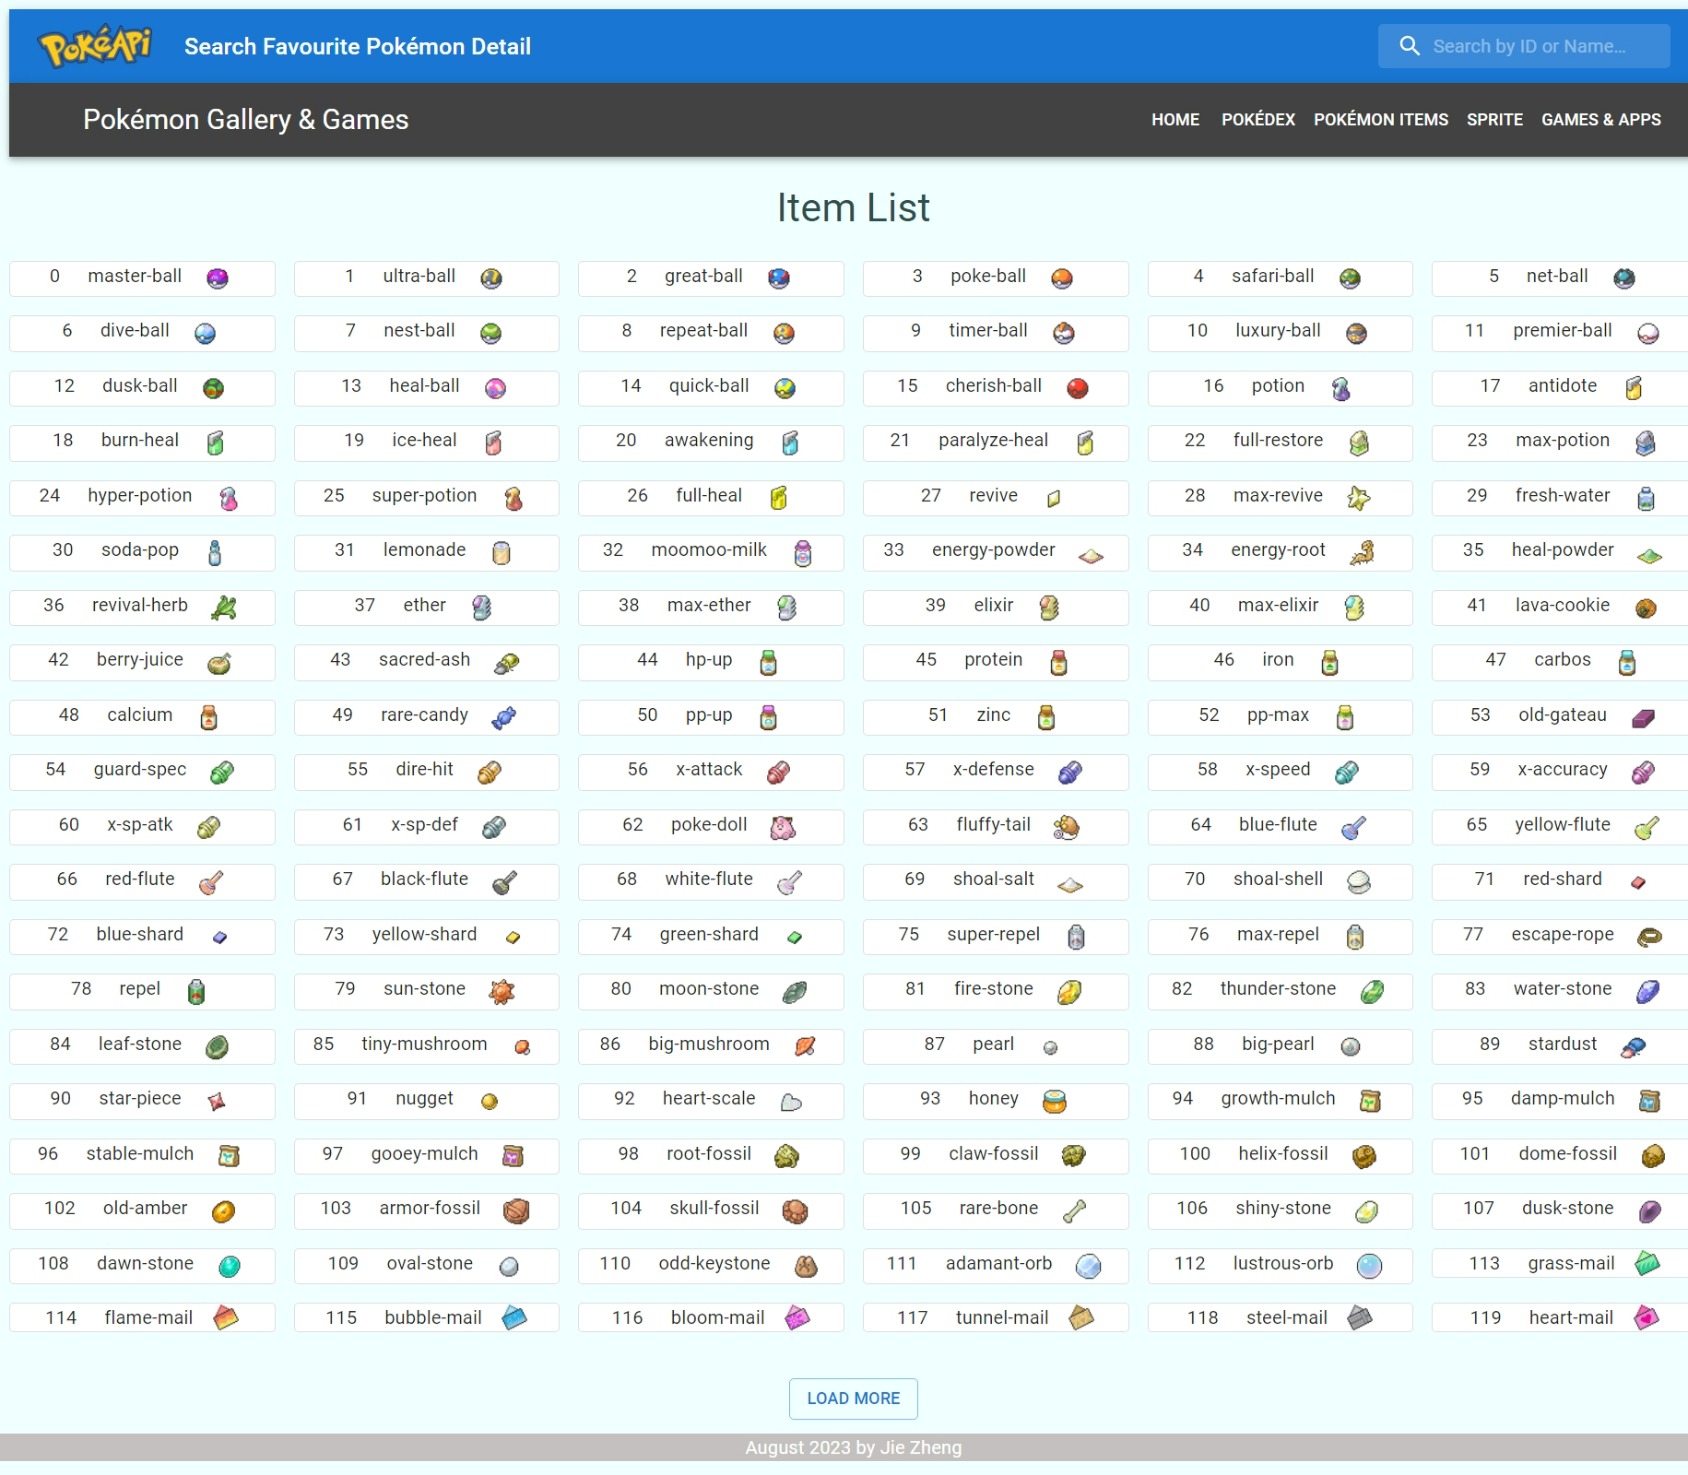 PokéApi Search Favourite Pokémon Detail Search by ID or Name...
Pokémon Gallery & Games HOME POKÉDEX POKÉMON ITEMS SPRITE GAMES & APPS
Item List
0 master-ball 1 ultra-ball 2 great-ball 3 poke-ball 4 safari-ball 5 net-ball
6 dive-ball 7 nest-ball 8 repeat-ball 9 timer-ball 10 luxury-ball 11 premier-ball
12 dusk-ball 13 heal-ball 14 quick-ball 15 cherish-ball 16 potion 17 antidote
18 burn-heal 19 ice-heal 20 awakening 21 paralyze-heal 22 full-restore 23 max-potion
24 hyper-potion 25 super-potion 26 full-heal 27 revive 28 max-revive 29 fresh-water
30 soda-pop 31 lemonade 32 moomoo-milk 33 energy-powder 34 energy-root 35 heal-powder
36 revival-herb 37 ether 38 max-ether 39 elixir 40 max-elixir 41 lava-cookie
42 berry-juice 43 sacred-ash 44 hp-up 45 protein 46 iron 47 carbos
48 calcium 49 rare-candy 50 pp-up 51 zinc 52 pp-max 53 old-gateau
54 guard-spec 55 dire-hit 56 x-attack 57 x-defense 58 x-speed 59 x-accuracy
60 x-sp-atk 61 x-sp-def 62 poke-doll 63 fluffy-tail 64 blue-flute 65 yellow-flute
66 red-flute 67 black-flute 68 white-flute 69 shoal-salt 70 shoal-shell 71 red-shard
72 blue-shard 73 yellow-shard 74 green-shard 75 super-repel 76 max-repel 77 escape-rope
78 repel 79 sun-stone 80 moon-stone 81 fire-stone 82 thunder-stone 83 water-stone
84 leaf-stone 85 tiny-mushroom 86 big-mushroom 87 pearl 88 big-pearl 89 stardust
90 star-piece 91 nugget 92 heart-scale 93 honey 94 growth-mulch 95 damp-mulch
96 stable-mulch 97 gooey-mulch 98 root-fossil 99 claw-fossil 100 helix-fossil 101 dome-fossil
102 old-amber 103 armor-fossil 104 skull-fossil 105 rare-bone 106 shiny-stone 107 dusk-stone
108 dawn-stone 109 oval-stone 110 odd-keystone 111 adamant-orb 112 lustrous-orb 113 grass-mail
114 flame-mail 115 bubble-mail 116 bloom-mail 117 tunnel-mail 118 steel-mail 119 heart-mail
LOAD MORE
August 2023 by Jie Zheng